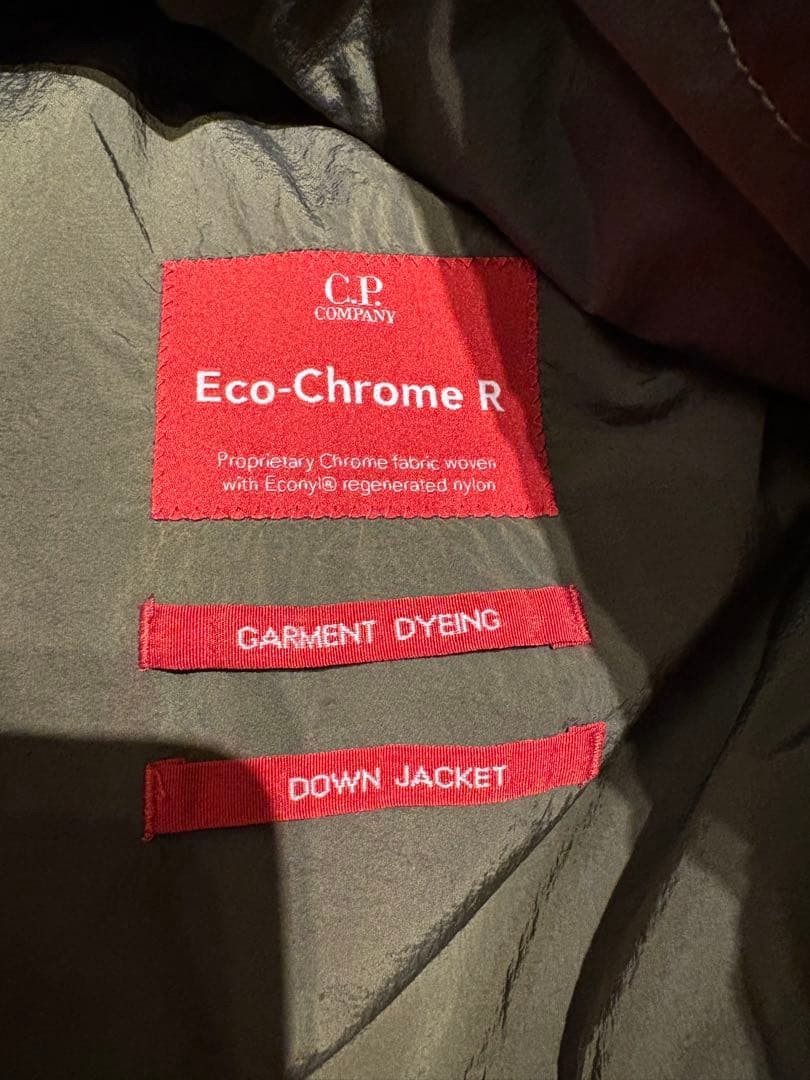 C.P.
COMPANY
Eco-Chrome R
Proprietary Chrome fabric woven
with Econyl® regenerated nylon
GARMENT DYEING
DOWN JACKET